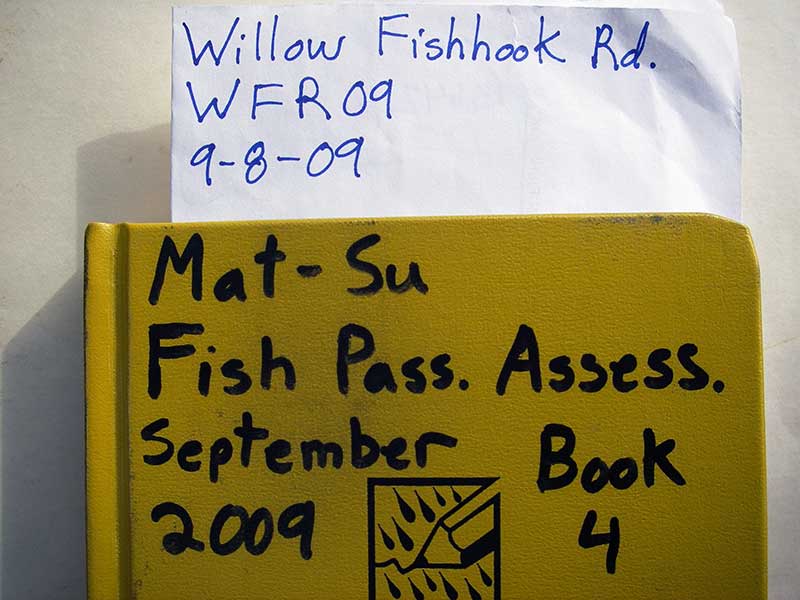 Willow Fishhook Rd.
WFR09
9-8-09
Mat-Su
Fish Pass. Assess.
September
2009
Book
4